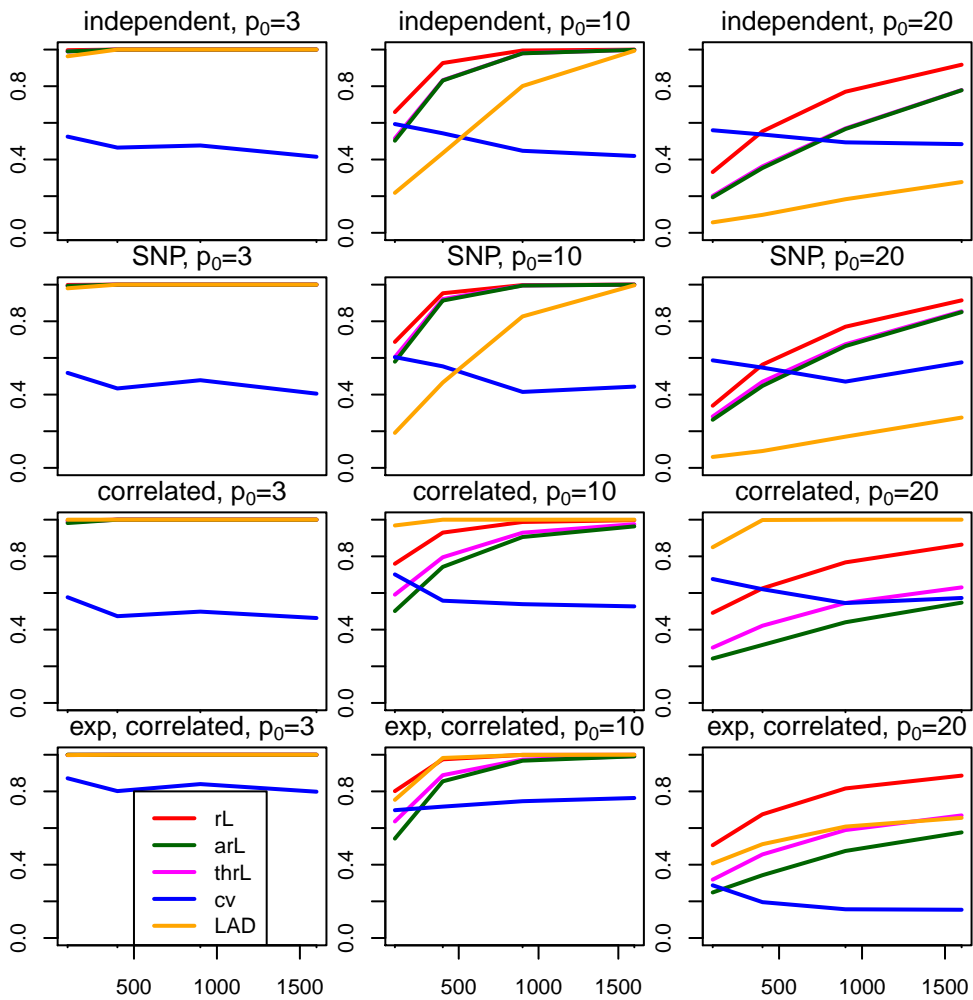 independent, p₀=3 independent, p₀=10 independent, p₀=20
0.0 0.4 0.8 0.0 0.4 0.8 0.0 0.4 0.8
SNP, p₀=3 SNP, p₀=10 SNP, p₀=20
0.0 0.4 0.8 0.0 0.4 0.8 0.0 0.4 0.8
correlated, p₀=3 correlated, p₀=10 correlated, p₀=20
0.0 0.4 0.8 0.0 0.4 0.8 0.0 0.4 0.8
exp, correlated, p₀=3 exp, correlated, p₀=10 exp, correlated, p₀=20
0.0 0.4 0.8 0.0 0.4 0.8 0.0 0.4 0.8
rL
arL
thrL
cv
LAD
500 1000 1500 500 1000 1500 500 1000 1500